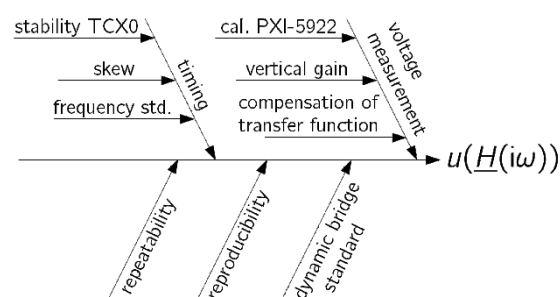 stability TCX0
cal. PXI-5922
skew
vertical gain
timing
voltage
measurement
frequency std.
compensation of
transfer function
u(H(iω))
repeatability
reproducibility
dynamic bridge
standard